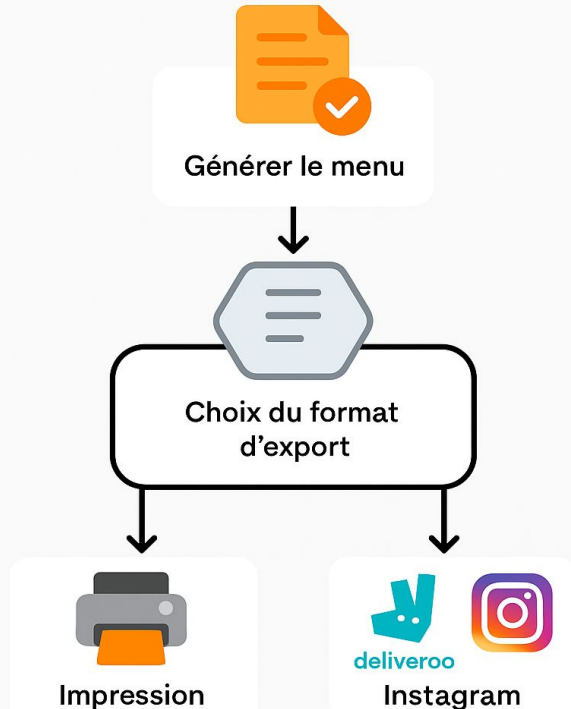 Générer le menu
Choix du format
d’export
Impression
deliveroo
Instagram